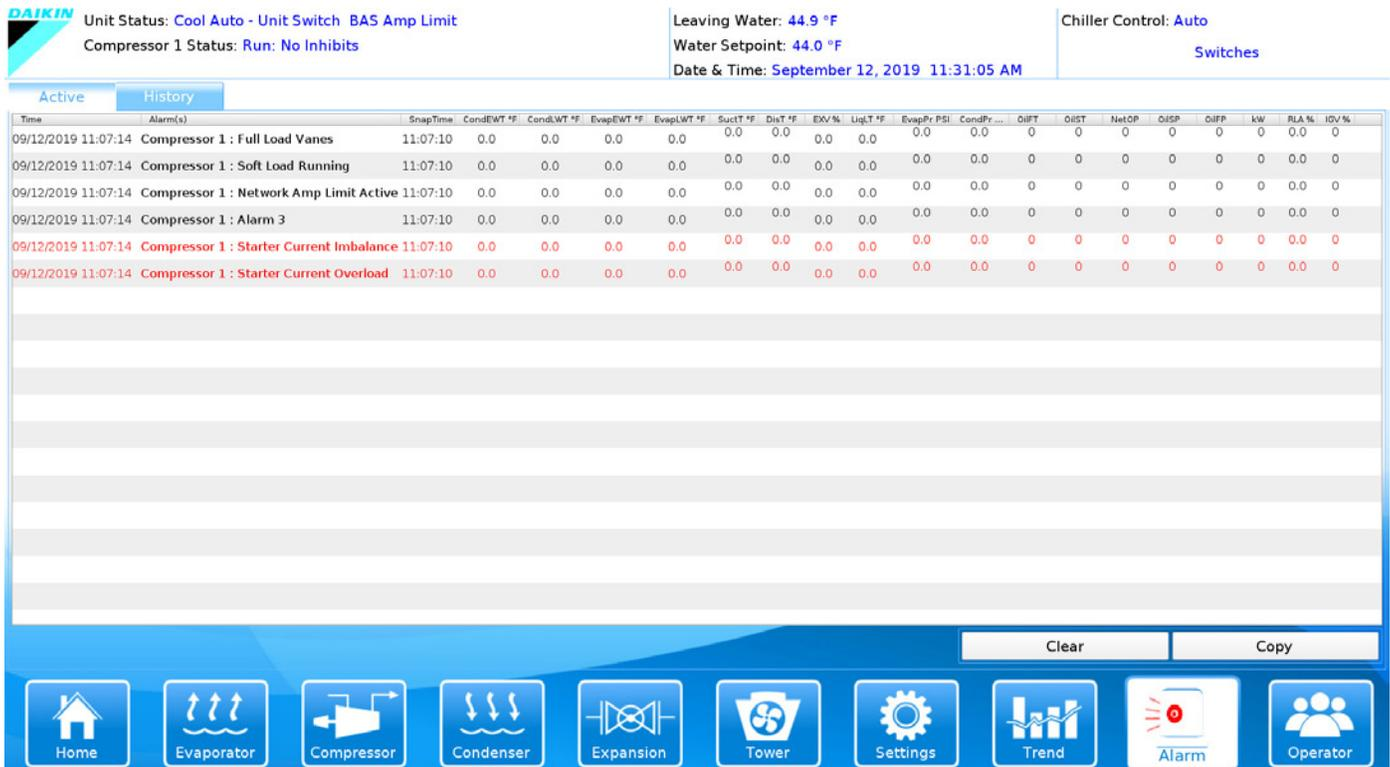 DAIKIN
Unit Status: Cool Auto - Unit Switch BAS Amp Limit
Compressor 1 Status: Run: No Inhibits
Leaving Water: 44.9 °F
Water Setpoint: 44.0 °F
Date & Time: September 12, 2019 11:31:05 AM
Chiller Control: Auto
Switches
Active History
Time Alarm(s) SnapTime CondEWT °F CondLWT °F EvapEWT °F EvapLWT °F SuctT °F DisT °F EXV % LiqLT °F EvapPr PSI CondPr ... OilFT OilST NetOP OilSP OilFP kW RLA % IGV %
09/12/2019 11:07:14 Compressor 1 : Full Load Vanes 11:07:10 0.0 0.0 0.0 0.0 0.0 0.0 0.0 0.0 0.0 0.0 0 0 0 0 0 0 0.0 0
09/12/2019 11:07:14 Compressor 1 : Soft Load Running 11:07:10 0.0 0.0 0.0 0.0 0.0 0.0 0.0 0.0 0.0 0.0 0 0 0 0 0 0 0.0 0
09/12/2019 11:07:14 Compressor 1 : Network Amp Limit Active 11:07:10 0.0 0.0 0.0 0.0 0.0 0.0 0.0 0.0 0.0 0.0 0 0 0 0 0 0 0.0 0
09/12/2019 11:07:14 Compressor 1 : Alarm 3 11:07:10 0.0 0.0 0.0 0.0 0.0 0.0 0.0 0.0 0.0 0.0 0 0 0 0 0 0 0.0 0
09/12/2019 11:07:14 Compressor 1 : Starter Current Imbalance 11:07:10 0.0 0.0 0.0 0.0 0.0 0.0 0.0 0.0 0.0 0.0 0 0 0 0 0 0 0.0 0
09/12/2019 11:07:14 Compressor 1 : Starter Current Overload 11:07:10 0.0 0.0 0.0 0.0 0.0 0.0 0.0 0.0 0.0 0.0 0 0 0 0 0 0 0.0 0
Clear Copy
Home Evaporator Compressor Condenser Expansion Tower Settings Trend Alarm Operator